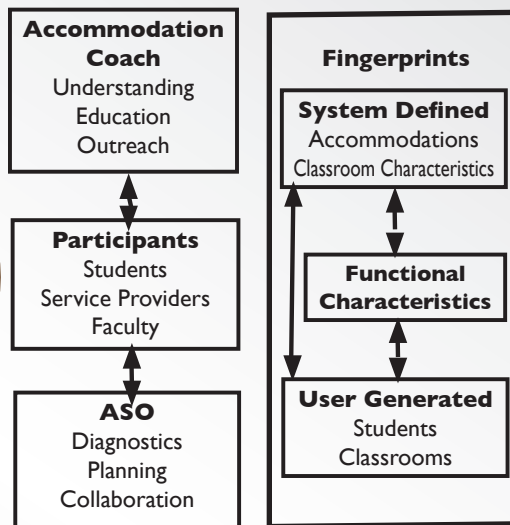 Accommodation
Coach
Understanding
Education
Outreach
Participants
Students
Service Providers
Faculty
ASO
Diagnostics
Planning
Collaboration
Fingerprints
System Defined
Accommodations
Classroom Characteristics
Functional
Characteristics
User Generated
Students
Classrooms